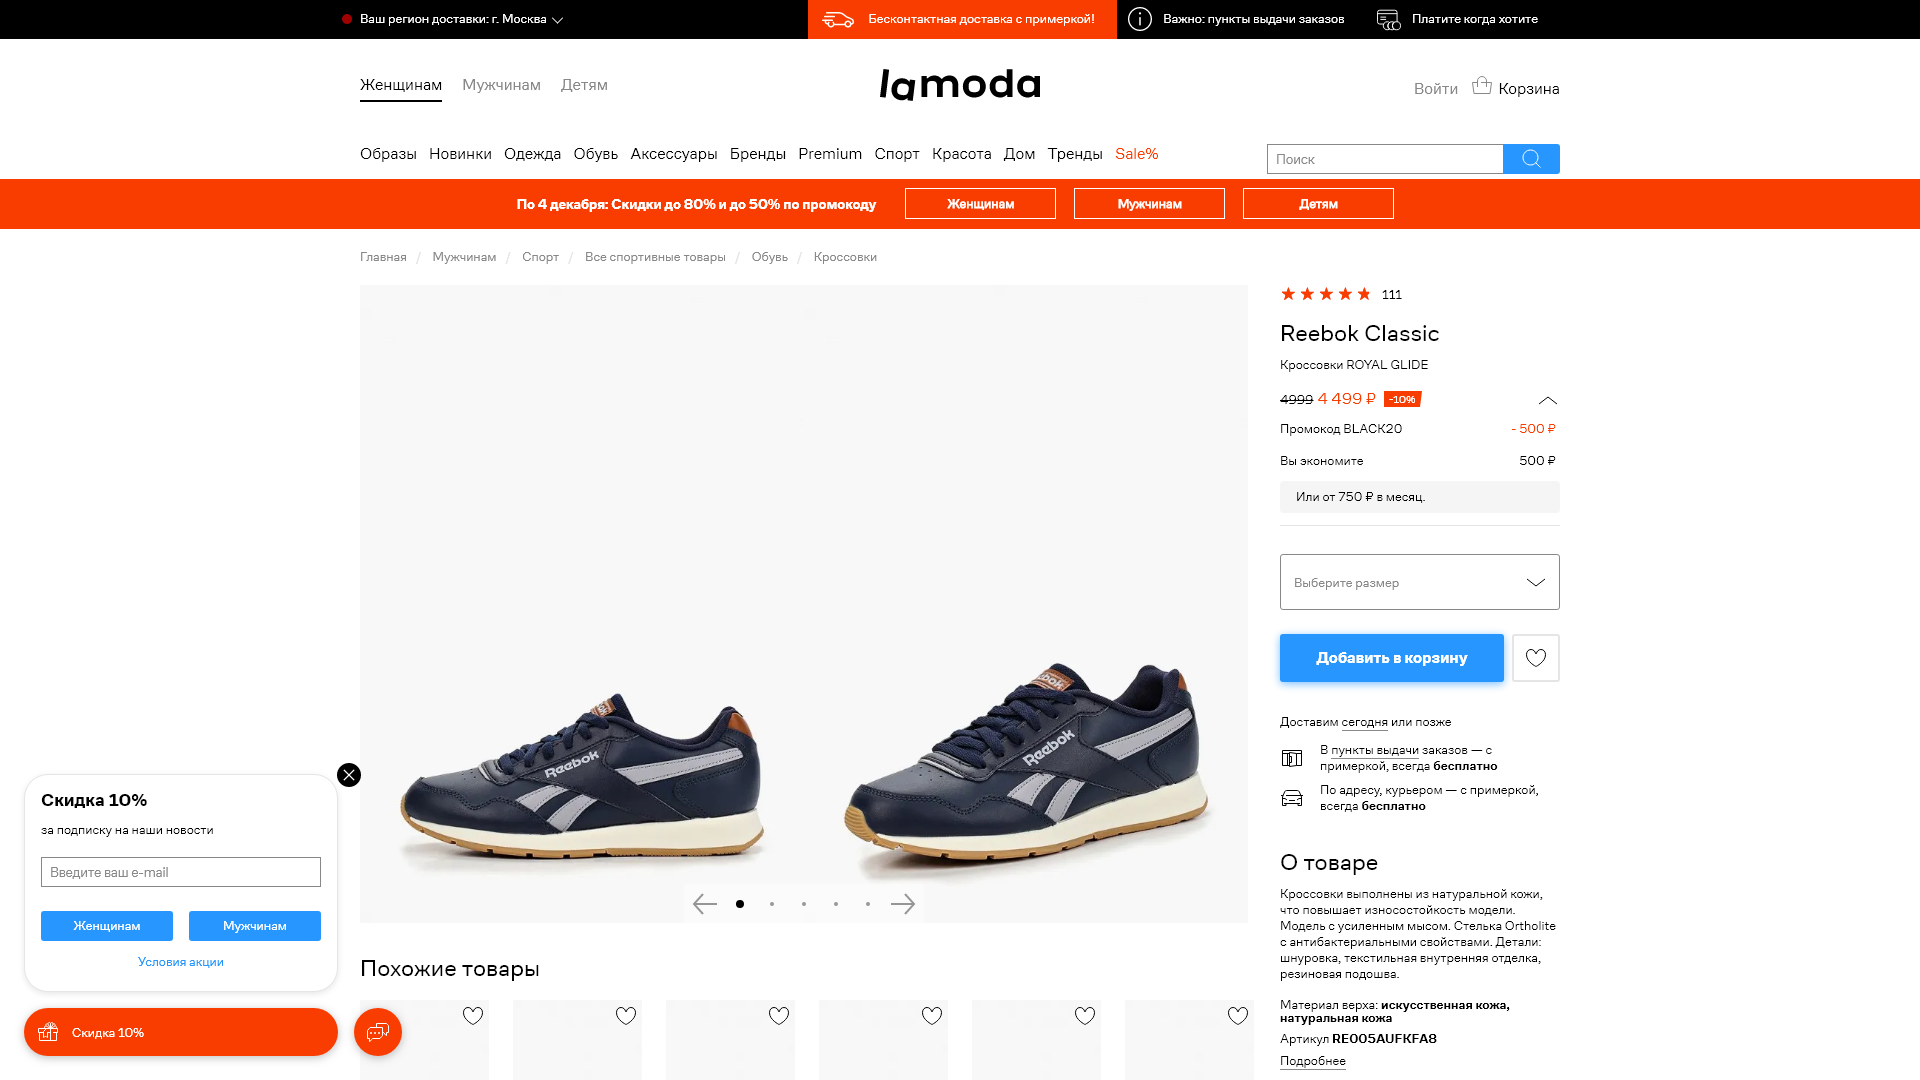 Ваш регион доставки: г. Москва
Бесконтактная доставка с примеркой!
Важно: пункты выдачи заказов
Платите когда хотите
Женщинам
Мужчинам
Детям
lamoda
Войти
Корзина
Образы
Новинки
Одежда
Обувь
Аксессуары
Бренды
Premium
Спорт
Красота
Дом
Тренды
Sale%
Поиск
По 4 декабря: Скидки до 80% и до 50% по промокоду
Женщинам
Мужчинам
Детям
Главная / Мужчинам / Спорт / Все спортивные товары / Обувь / Кроссовки
111
Reebok Classic
Кроссовки ROYAL GLIDE
4999 4 499 ₽ -10%
Промокод BLACK20 - 500 ₽
Вы экономите 500 ₽
Или от 750 ₽ в месяц.
Выберите размер
Добавить в корзину
Доставим сегодня или позже
В пункты выдачи заказов — с
примеркой, всегда бесплатно
По адресу, курьером — с примеркой,
всегда бесплатно
О товаре
Кроссовки выполнены из натуральной кожи,
что повышает износостойкость модели.
Модель с усиленным мысом. Стелька Ortholite
с антибактериальными свойствами. Детали:
шнуровка, текстильная внутренняя отделка,
резиновая подошва.
Материал верха: искусственная кожа,
натуральная кожа
Артикул RE005AUFKFA8
Подробнее
Reebok
Reebok
Reebok
Reebok
Похожие товары
Скидка 10%
за подписку на наши новости
Введите ваш e-mail
Женщинам
Мужчинам
Условия акции
Скидка 10%